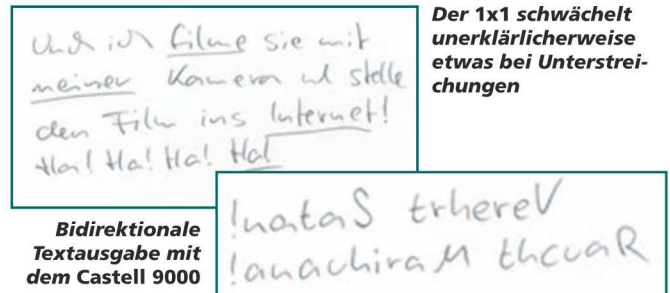 Und ich filme sie mit
meiner Kamera und stelle
den Film ins Internet!
Ha! Ha! Ha! Ha!
Der 1x1 schwächelt
unerklärlicherweise
etwas bei Unterstrei-
chungen
Bidirektionale
Textausgabe mit
dem Castell 9000
!nataS trhereV
!anauhiraM thcuaR